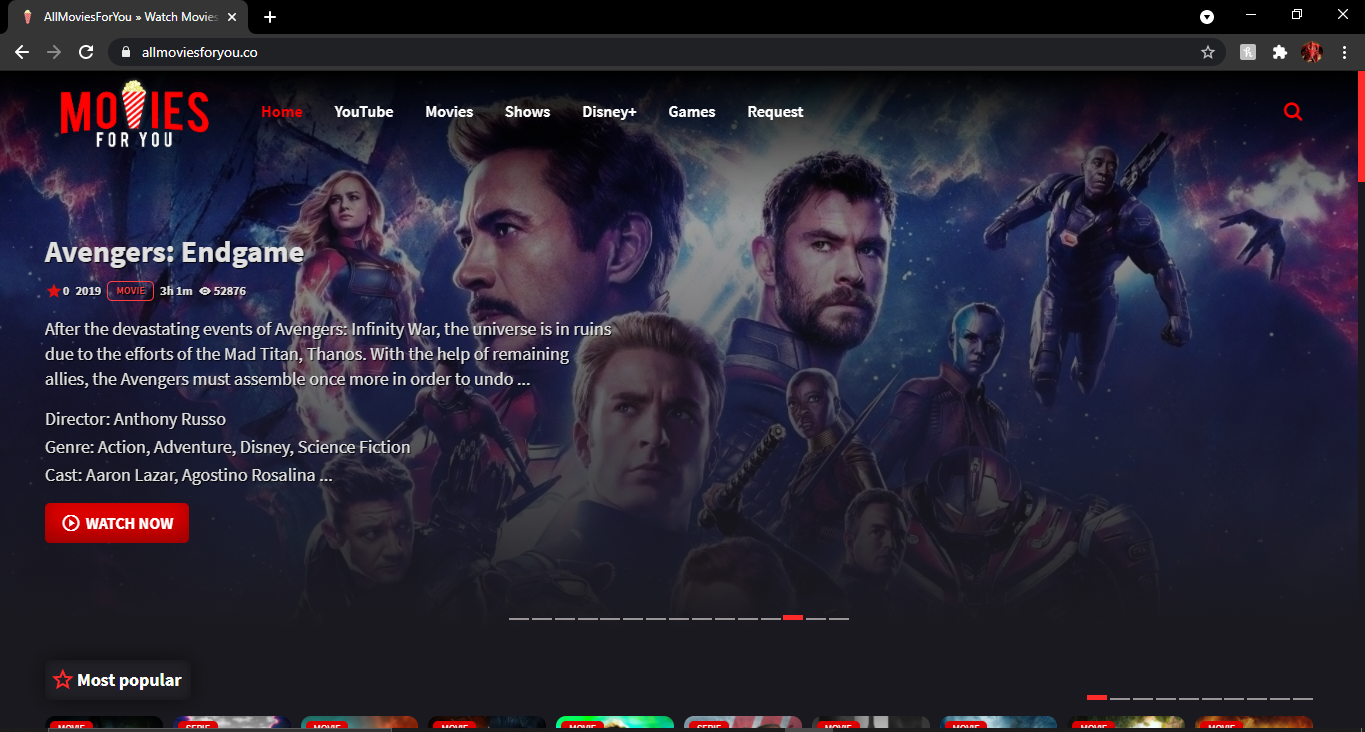 AllMoviesForYou » Watch Movies
allmoviesforyou.co
MOVIES
FOR YOU
Home YouTube Movies Shows Disney+ Games Request
Avengers: Endgame
0 2019 MOVIE 3h 1m 52876
After the devastating events of Avengers: Infinity War, the universe is in ruins
due to the efforts of the Mad Titan, Thanos. With the help of remaining
allies, the Avengers must assemble once more in order to undo ...
Director: Anthony Russo
Genre: Action, Adventure, Disney, Science Fiction
Cast: Aaron Lazar, Agostino Rosalina ...
WATCH NOW
Most popular
MOVIE SERIE MOVIE MOVIE MOVIE SERIE MOVIE MOVIE MOVIE MOVIE